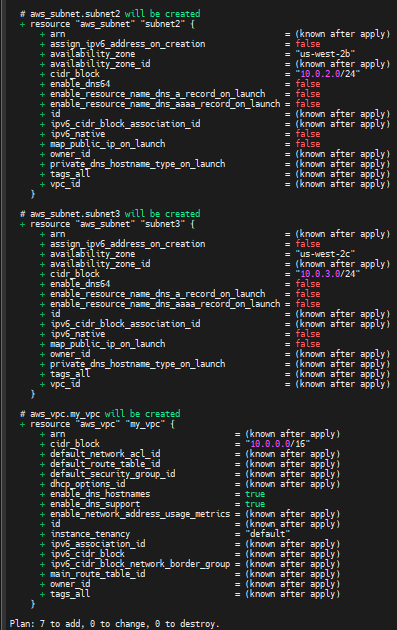 # aws_subnet.subnet2 will be created
+ resource "aws_subnet" "subnet2" {
+ arn = (known after apply)
+ assign_ipv6_address_on_creation = false
+ availability_zone = "us-west-2b"
+ availability_zone_id = (known after apply)
+ cidr_block = "10.0.2.0/24"
+ enable_dns64 = false
+ enable_resource_name_dns_a_record_on_launch = false
+ enable_resource_name_dns_aaaa_record_on_launch = false
+ id = (known after apply)
+ ipv6_cidr_block_association_id = (known after apply)
+ ipv6_native = false
+ map_public_ip_on_launch = false
+ owner_id = (known after apply)
+ private_dns_hostname_type_on_launch = (known after apply)
+ tags_all = (known after apply)
+ vpc_id = (known after apply)
}
# aws_subnet.subnet3 will be created
+ resource "aws_subnet" "subnet3" {
+ arn = (known after apply)
+ assign_ipv6_address_on_creation = false
+ availability_zone = "us-west-2c"
+ availability_zone_id = (known after apply)
+ cidr_block = "10.0.3.0/24"
+ enable_dns64 = false
+ enable_resource_name_dns_a_record_on_launch = false
+ enable_resource_name_dns_aaaa_record_on_launch = false
+ id = (known after apply)
+ ipv6_cidr_block_association_id = (known after apply)
+ ipv6_native = false
+ map_public_ip_on_launch = false
+ owner_id = (known after apply)
+ private_dns_hostname_type_on_launch = (known after apply)
+ tags_all = (known after apply)
+ vpc_id = (known after apply)
}
# aws_vpc.my_vpc will be created
+ resource "aws_vpc" "my_vpc" {
+ arn = (known after apply)
+ cidr_block = "10.0.0.0/16"
+ default_network_acl_id = (known after apply)
+ default_route_table_id = (known after apply)
+ default_security_group_id = (known after apply)
+ dhcp_options_id = (known after apply)
+ enable_dns_hostnames = true
+ enable_dns_support = true
+ enable_network_address_usage_metrics = (known after apply)
+ id = (known after apply)
+ instance_tenancy = "default"
+ ipv6_association_id = (known after apply)
+ ipv6_cidr_block = (known after apply)
+ ipv6_cidr_block_network_border_group = (known after apply)
+ main_route_table_id = (known after apply)
+ owner_id = (known after apply)
+ tags_all = (known after apply)
}
Plan: 7 to add, 0 to change, 0 to destroy.